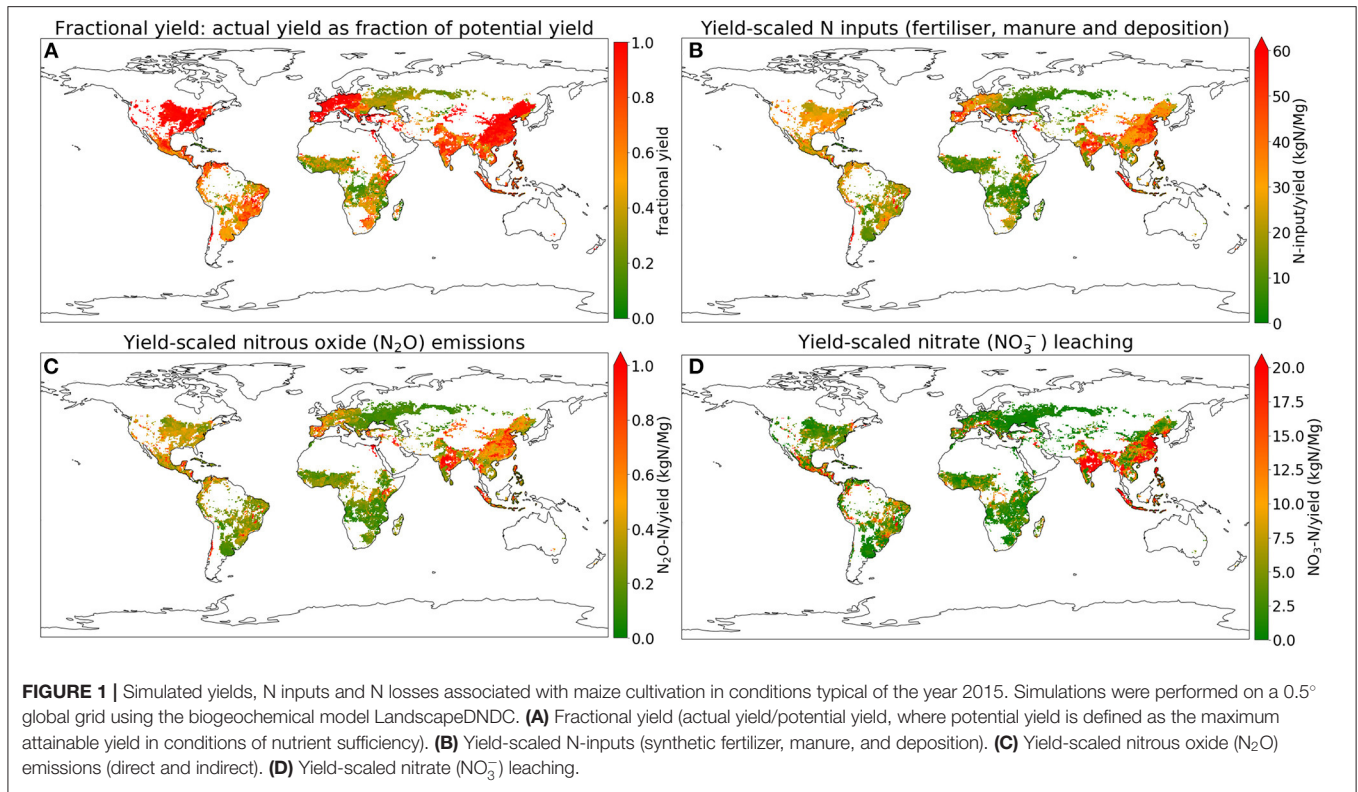 Fractional yield: actual yield as fraction of potential yield
A
1.0
0.8
0.6
0.4
0.2
0.0
fractional yield
Yield-scaled N inputs (fertiliser, manure and deposition)
B
60
50
40
30
20
10
0
N-input/yield (kgN/Mg)
Yield-scaled nitrous oxide (N₂O) emissions
C
1.0
0.8
0.6
0.4
0.2
0.0
N₂O-N/yield (kgN/Mg)
Yield-scaled nitrate (NO₃⁻) leaching
D
20.0
17.5
15.0
12.5
10.0
7.5
5.0
2.5
0.0
NO₃-N/yield (kgN/Mg)
FIGURE 1 | Simulated yields, N inputs and N losses associated with maize cultivation in conditions typical of the year 2015. Simulations were performed on a 0.5°
global grid using the biogeochemical model LandscapeDNDC. (A) Fractional yield (actual yield/potential yield, where potential yield is defined as the maximum
attainable yield in conditions of nutrient sufficiency). (B) Yield-scaled N-inputs (synthetic fertilizer, manure, and deposition). (C) Yield-scaled nitrous oxide (N₂O)
emissions (direct and indirect). (D) Yield-scaled nitrate (NO₃⁻) leaching.